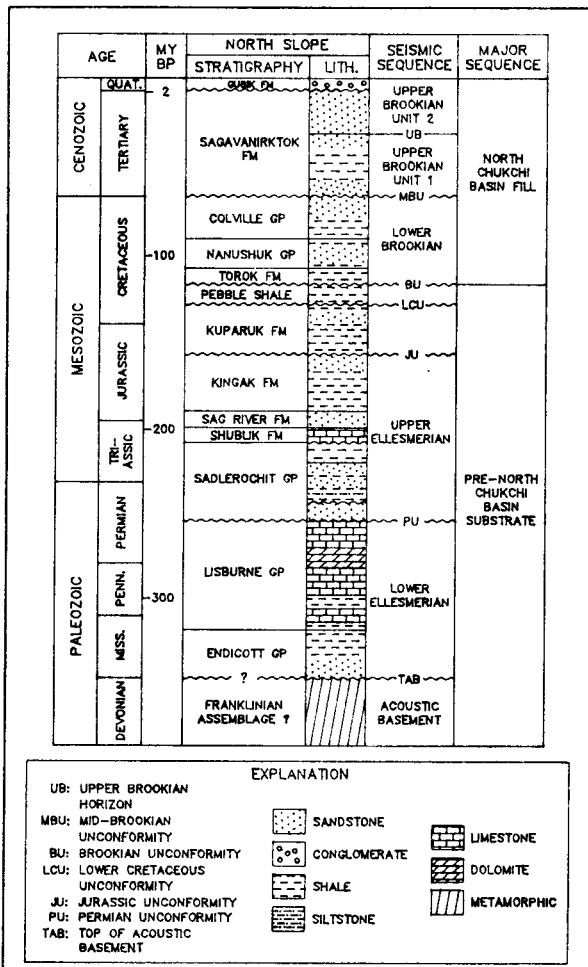 AGE
MY
BP
NORTH SLOPE
STRATIGRAPHY
LITH.
SEISMIC
SEQUENCE
MAJOR
SEQUENCE
CENOZOIC
QUAT.
TERTIARY
MESOZOIC
CRETACEOUS
JURASSIC
TRI-
ASSIC
PALEOZOIC
PERMIAN
PENN.
MISS.
DEVONIAN
2
-100
-200
-300
GUBIK FM
SAGAVANIRKTOK
FM
COLVILLE GP
NANUSHUK GP
TOROK FM
PEBBLE SHALE
KUPARUK FM
KINGAK FM
SAG RIVER FM
SHUBLIK FM
SADLEROCHIT GP
LISBURNE GP
ENDICOTT GP
?
FRANKLINIAN
ASSEMBLAGE ?
UPPER
BROOKIAN
UNIT 2
UB
UPPER
BROOKIAN
UNIT 1
MBU
LOWER
BROOKIAN
BU
LCU
JU
UPPER
ELLESMERIAN
PU
LOWER
ELLESMERIAN
TAB
ACOUSTIC
BASEMENT
NORTH
CHUKCHI
BASIN FILL
PRE-NORTH
CHUKCHI
BASIN
SUBSTRATE
EXPLANATION
UB: UPPER BROOKIAN
HORIZON
MBU: MID-BROOKIAN
UNCONFORMITY
BU: BROOKIAN UNCONFORMITY
LCU: LOWER CRETACEOUS
UNCONFORMITY
JU: JURASSIC UNCONFORMITY
PU: PERMIAN UNCONFORMITY
TAB: TOP OF ACOUSTIC
BASEMENT
SANDSTONE
CONGLOMERATE
SHALE
SILTSTONE
LIMESTONE
DOLOMITE
METAMORPHIC